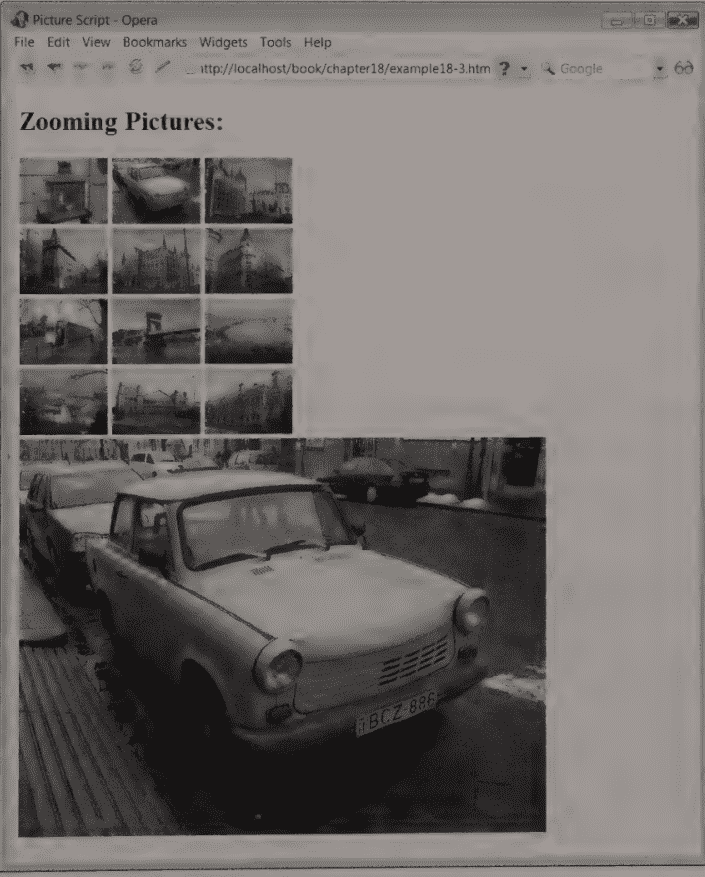 Picture Script - Opera
File Edit View Bookmarks Widgets Tools Help
ttp://localhost/book/chapter18/example18-3.htm ? Google
Zooming Pictures:
BCZ-886